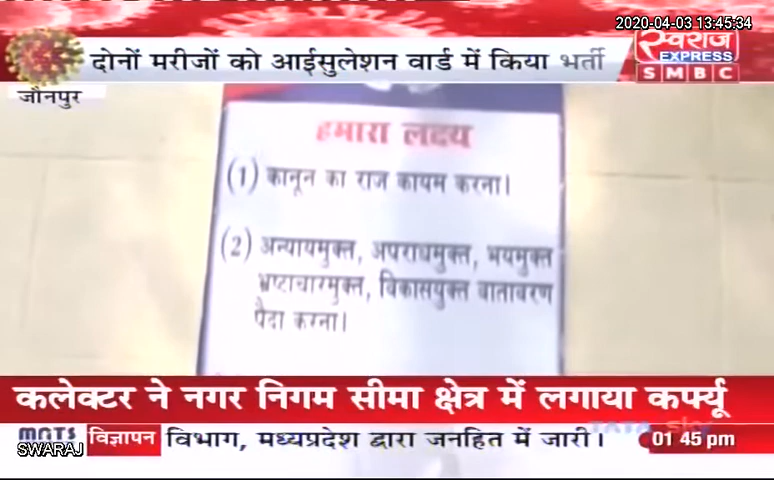 2020-04-03 13:45:34
दोनों मरीजों को आईसुलेशन वार्ड में किया भर्ती
स्वराज
EXPRESS
SMBC
जौनपुर
हमारा लक्ष्य
(1) कानून का राज कायम करना।
(2) अन्यायमुक्त, अपराधमुक्त, भयमुक्त
भ्रष्टाचारमुक्त, विकासयुक्त वातावरण
पैदा करना।
कलेक्टर ने नगर निगम सीमा क्षेत्र में लगाया कर्फ्यू
विज्ञापन विभाग, मध्यप्रदेश द्वारा जनहित में जारी।
SWARAJ
01 45 pm